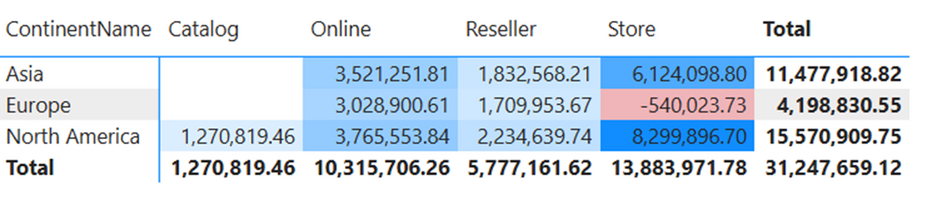 ContinentName Catalog Online Reseller Store Total
Asia 3,521,251.81 1,832,568.21 6,124,098.80 11,477,918.82
Europe 3,028,900.61 1,709,953.67 -540,023.73 4,198,830.55
North America 1,270,819.46 3,765,553.84 2,234,639.74 8,299,896.70 15,570,909.75
Total 1,270,819.46 10,315,706.26 5,777,161.62 13,883,971.78 31,247,659.12